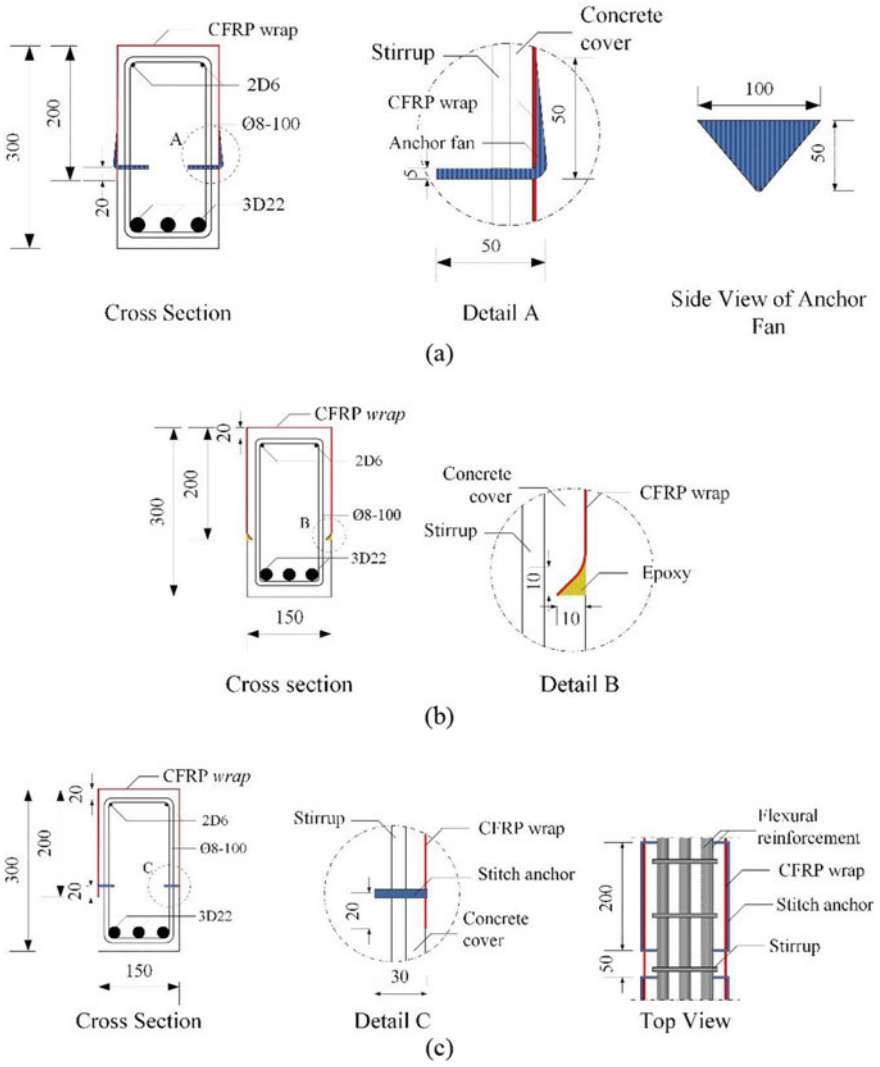 CFRP wrap
300
200
20
2D6
Ø8-100
A
3D22
Cross Section
Stirrup
Concrete
cover
CFRP wrap
Anchor fan
50
5
50
Detail A
100
50
Side View of Anchor
Fan
(a)
CFRP wrap
20
300
200
2D6
Ø8-100
B
3D22
150
Cross section
Concrete
cover
Stirrup
CFRP wrap
Epoxy
10
10
Detail B
(b)
CFRP wrap
20
300
200
20
2D6
Ø8-100
C
3D22
150
Cross Section
Stirrup
CFRP wrap
Stitch anchor
20
Concrete
cover
30
Detail C
Flexural
reinforcement
CFRP wrap
Stitch anchor
Stirrup
200
50
Top View
(c)